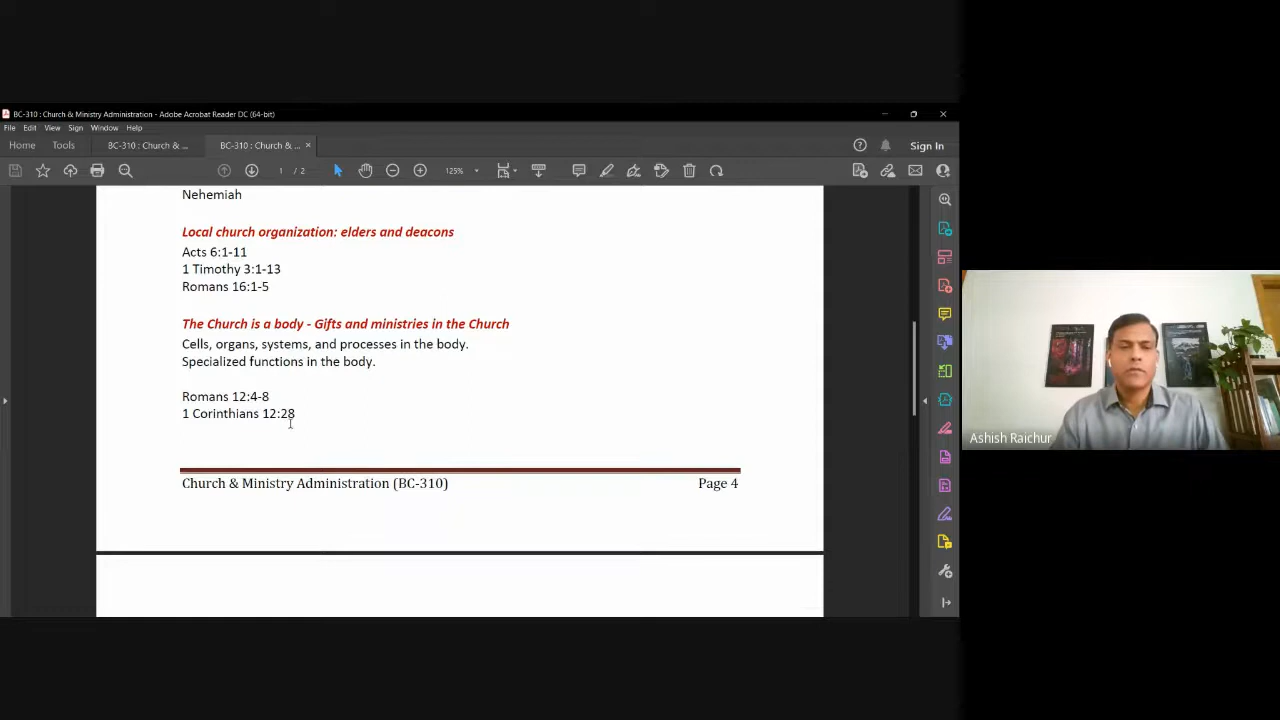 BC-310 : Church & Ministry Administration - Adobe Acrobat Reader DC (64-bit)
File Edit View Sign Window Help
Home Tools BC-310 : Church & ... BC-310 : Church & ... × Sign In
1 / 2 125%
Nehemiah
Local church organization: elders and deacons
Acts 6:1-11
1 Timothy 3:1-13
Romans 16:1-5
The Church is a body - Gifts and ministries in the Church
Cells, organs, systems, and processes in the body.
Specialized functions in the body.
Romans 12:4-8
1 Corinthians 12:28
Church & Ministry Administration (BC-310) Page 4
Ashish Raichur